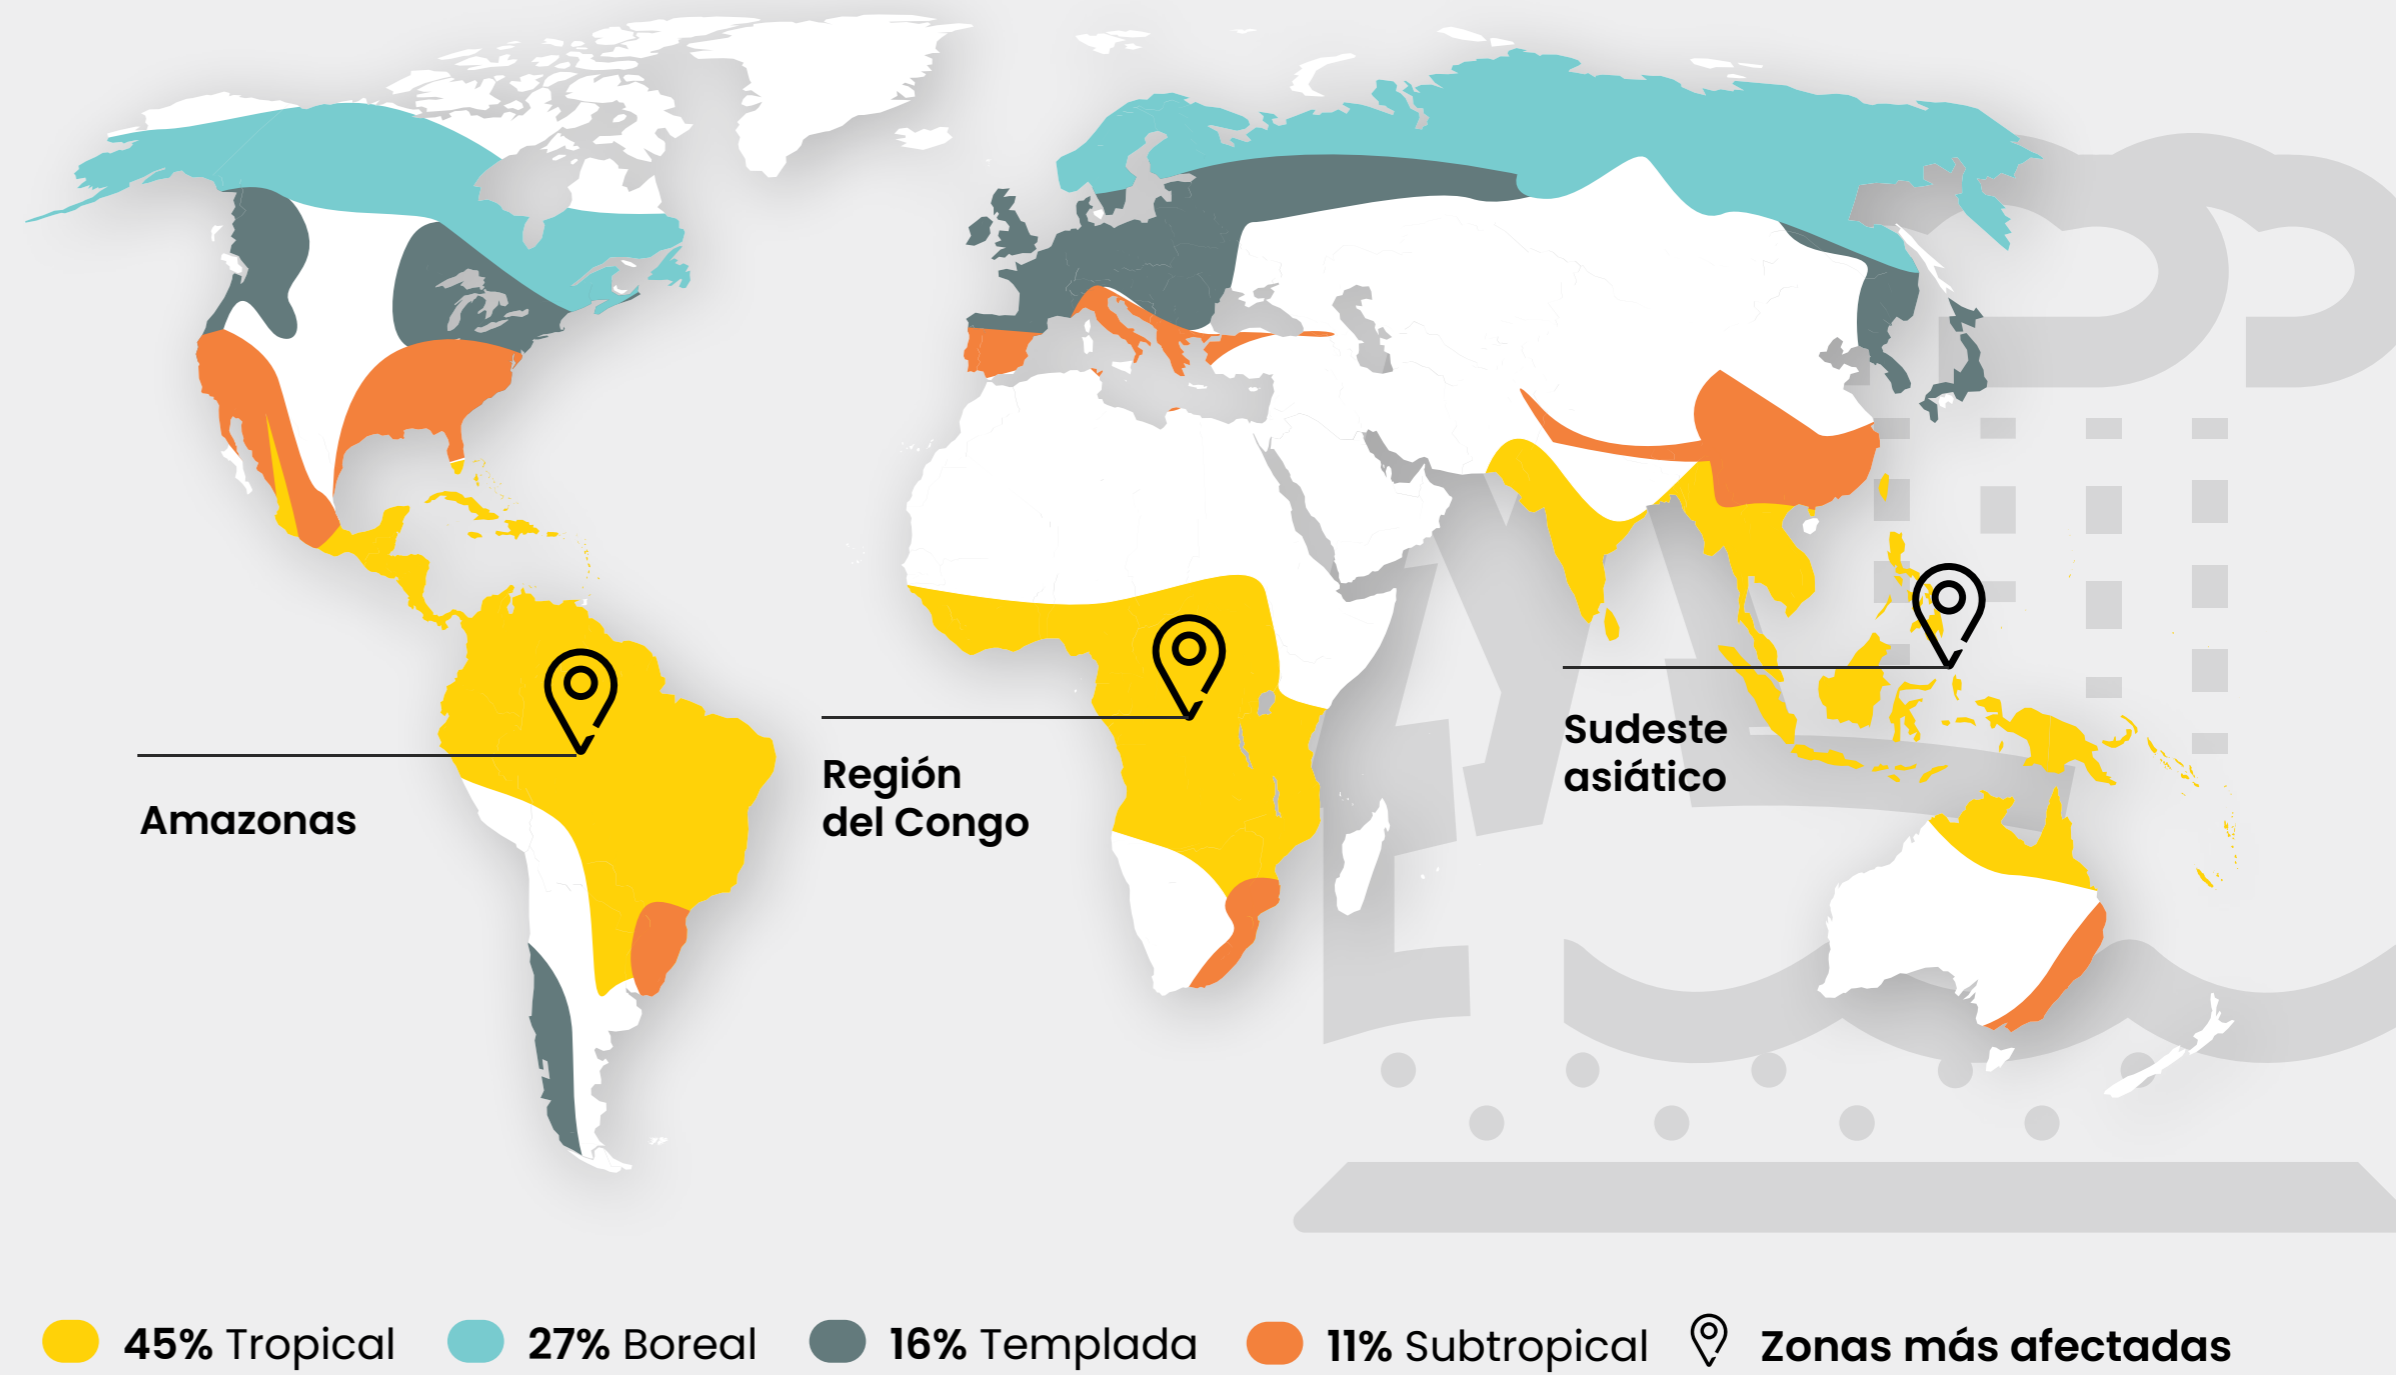 Amazonas
Región
del Congo
Sudeste
asiático
45% Tropical
27% Boreal
16% Templada
11% Subtropical
Zonas más afectadas